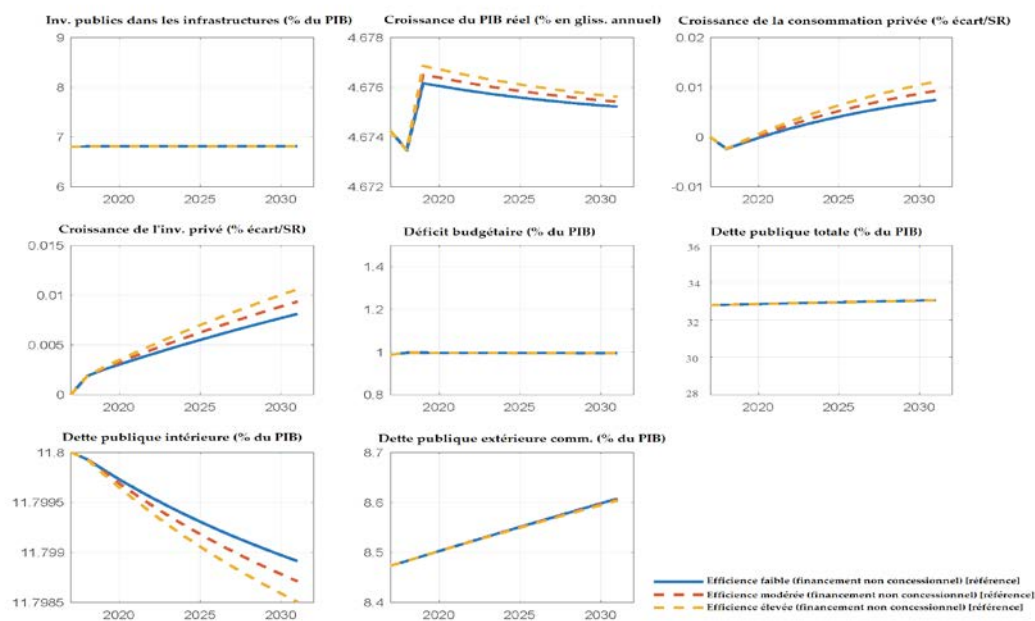 Inv. publics dans les infrastructures (% du PIB)
9
8
7
6
2020 2025 2030
Croissance du PIB réel (% en gliss. annuel)
4.678
4.676
4.674
4.672
2020 2025 2030
Croissance de la consommation privée (% écart/SR)
0.02
0.01
0
-0.01
2020 2025 2030
Croissance de l'inv. privé (% écart/SR)
0.015
0.01
0.005
0
2020 2025 2030
Déficit budgétaire (% du PIB)
1.4
1.2
1
0.8
2020 2025 2030
Dette publique totale (% du PIB)
36
33
32
30
28
2020 2025 2030
Dette publique intérieure (% du PIB)
11.8
11.7995
11.799
11.7985
2020 2025 2030
Dette publique extérieure comm. (% du PIB)
8.7
8.6
8.5
8.4
2020 2025 2030
Efficience faible (financement non concessionnel) [référence]
Efficience modérée (financement non concessionnel) [référence]
Efficience élevée (financement non concessionnel) [référence]